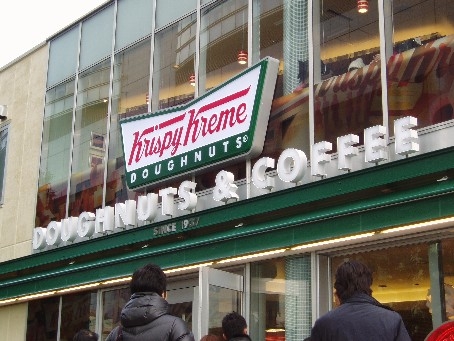 Krispy Kreme
DOUGHNUTS®
DOUGHNUTS & COFFEE
SINCE 1937